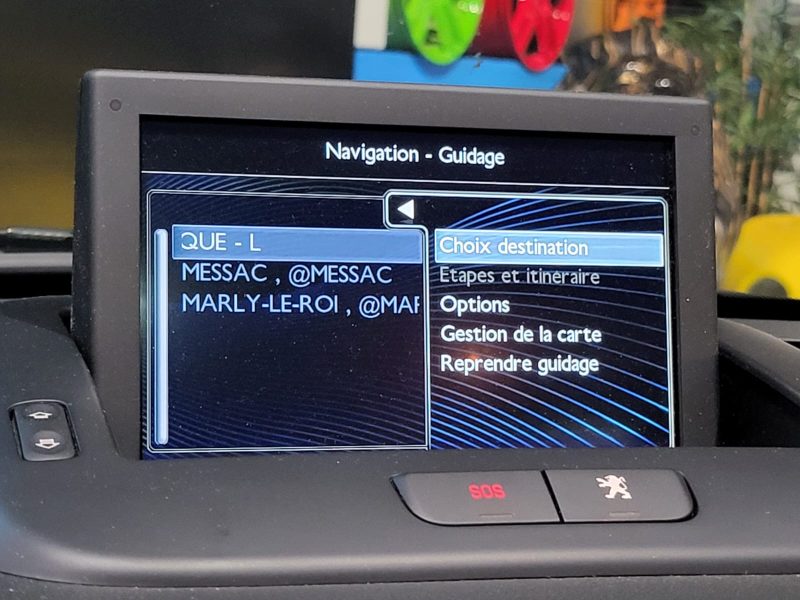 Navigation - Guidage
QUE - L
MESSAC , @MESSAC
MARLY-LE-ROI , @MAR
Choix destination
Etapes et itinéraire
Options
Gestion de la carte
Reprendre guidage
SOS